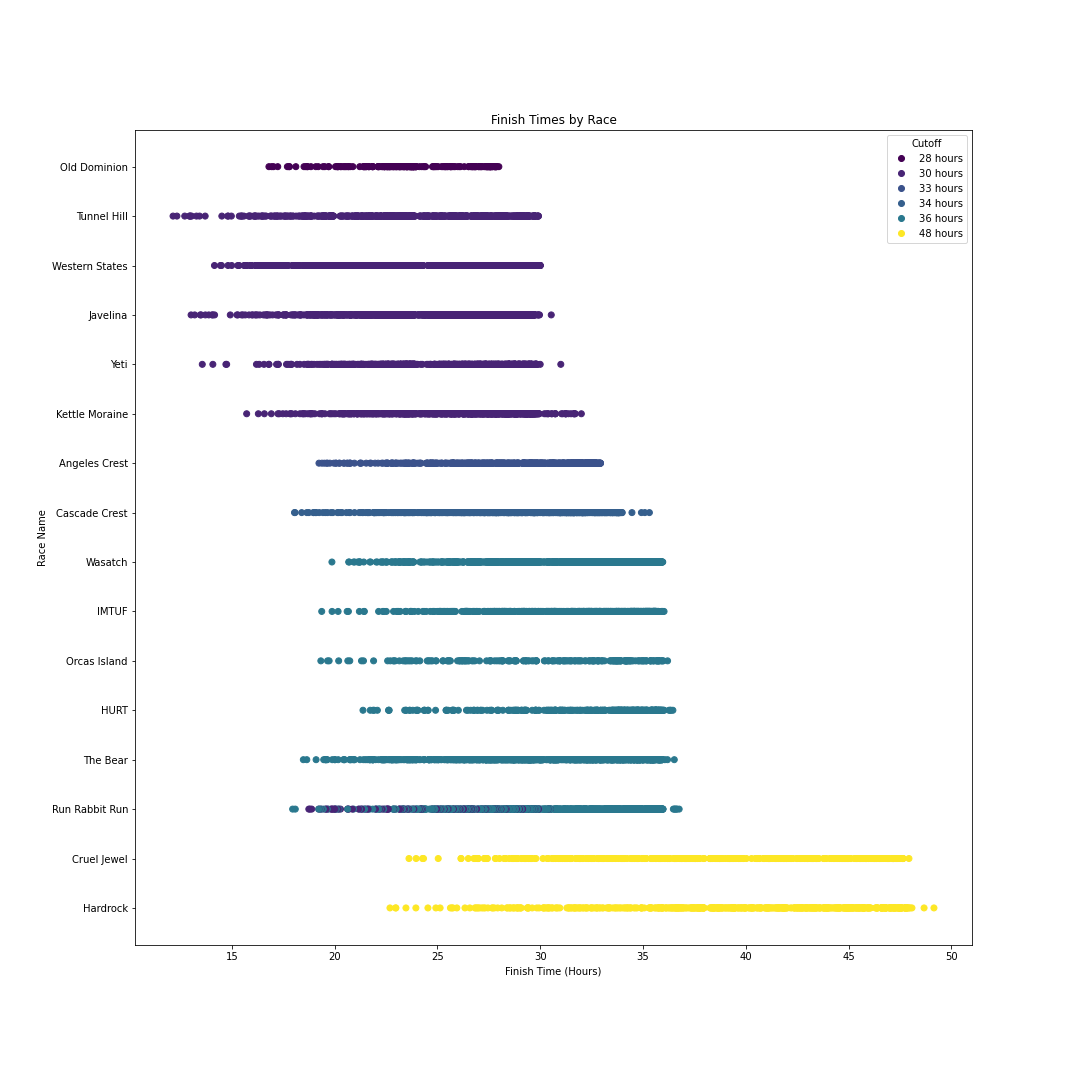 Finish Times by Race
Cutoff
28 hours
30 hours
33 hours
34 hours
36 hours
48 hours
Race Name
Old Dominion
Tunnel Hill
Western States
Javelina
Yeti
Kettle Moraine
Angeles Crest
Cascade Crest
Wasatch
IMTUF
Orcas Island
HURT
The Bear
Run Rabbit Run
Cruel Jewel
Hardrock
15 20 25 30 35 40 45 50
Finish Time (Hours)